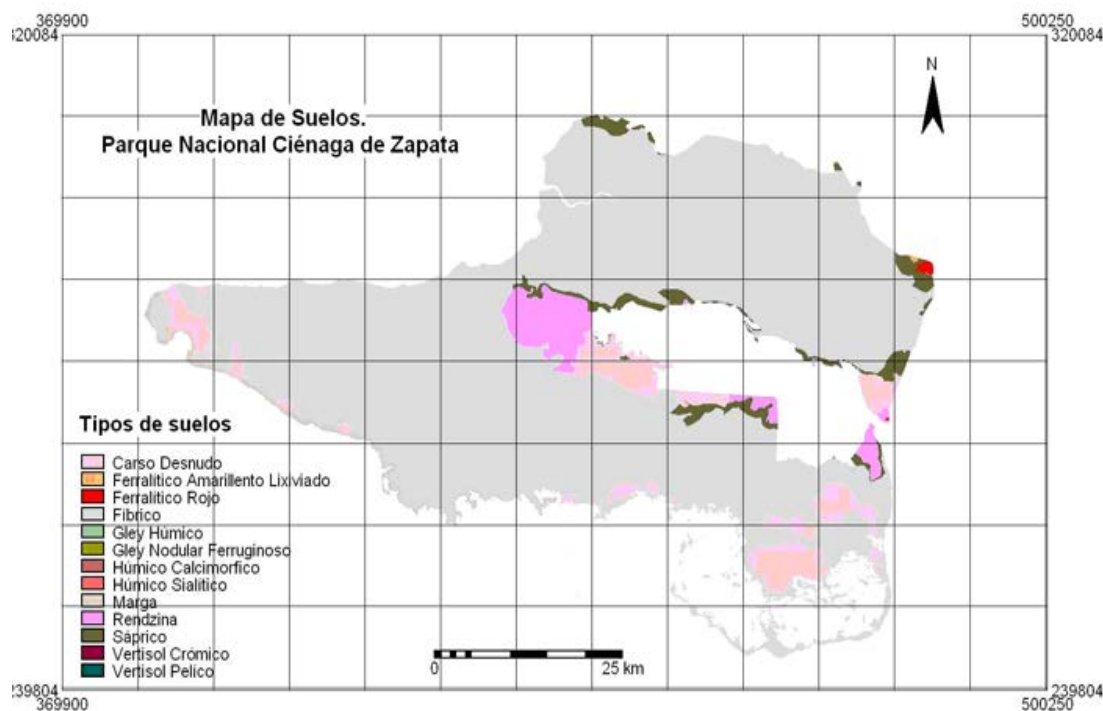 369900
500250
320084
320084
N
Mapa de Suelos.
Parque Nacional Ciénaga de Zapata
Tipos de suelos
Carso Desnudo
Ferralitico Amarillento Lixiviado
Ferralitico Rojo
Fibrico
Gley Húmico
Gley Nodular Ferruginoso
Húmico Calcimorfico
Húmico Sialítico
Marga
Rendzina
Sáprico
Vertisol Crómico
Vertisol Pelico
0
25 km
239804
239804
369900
500250